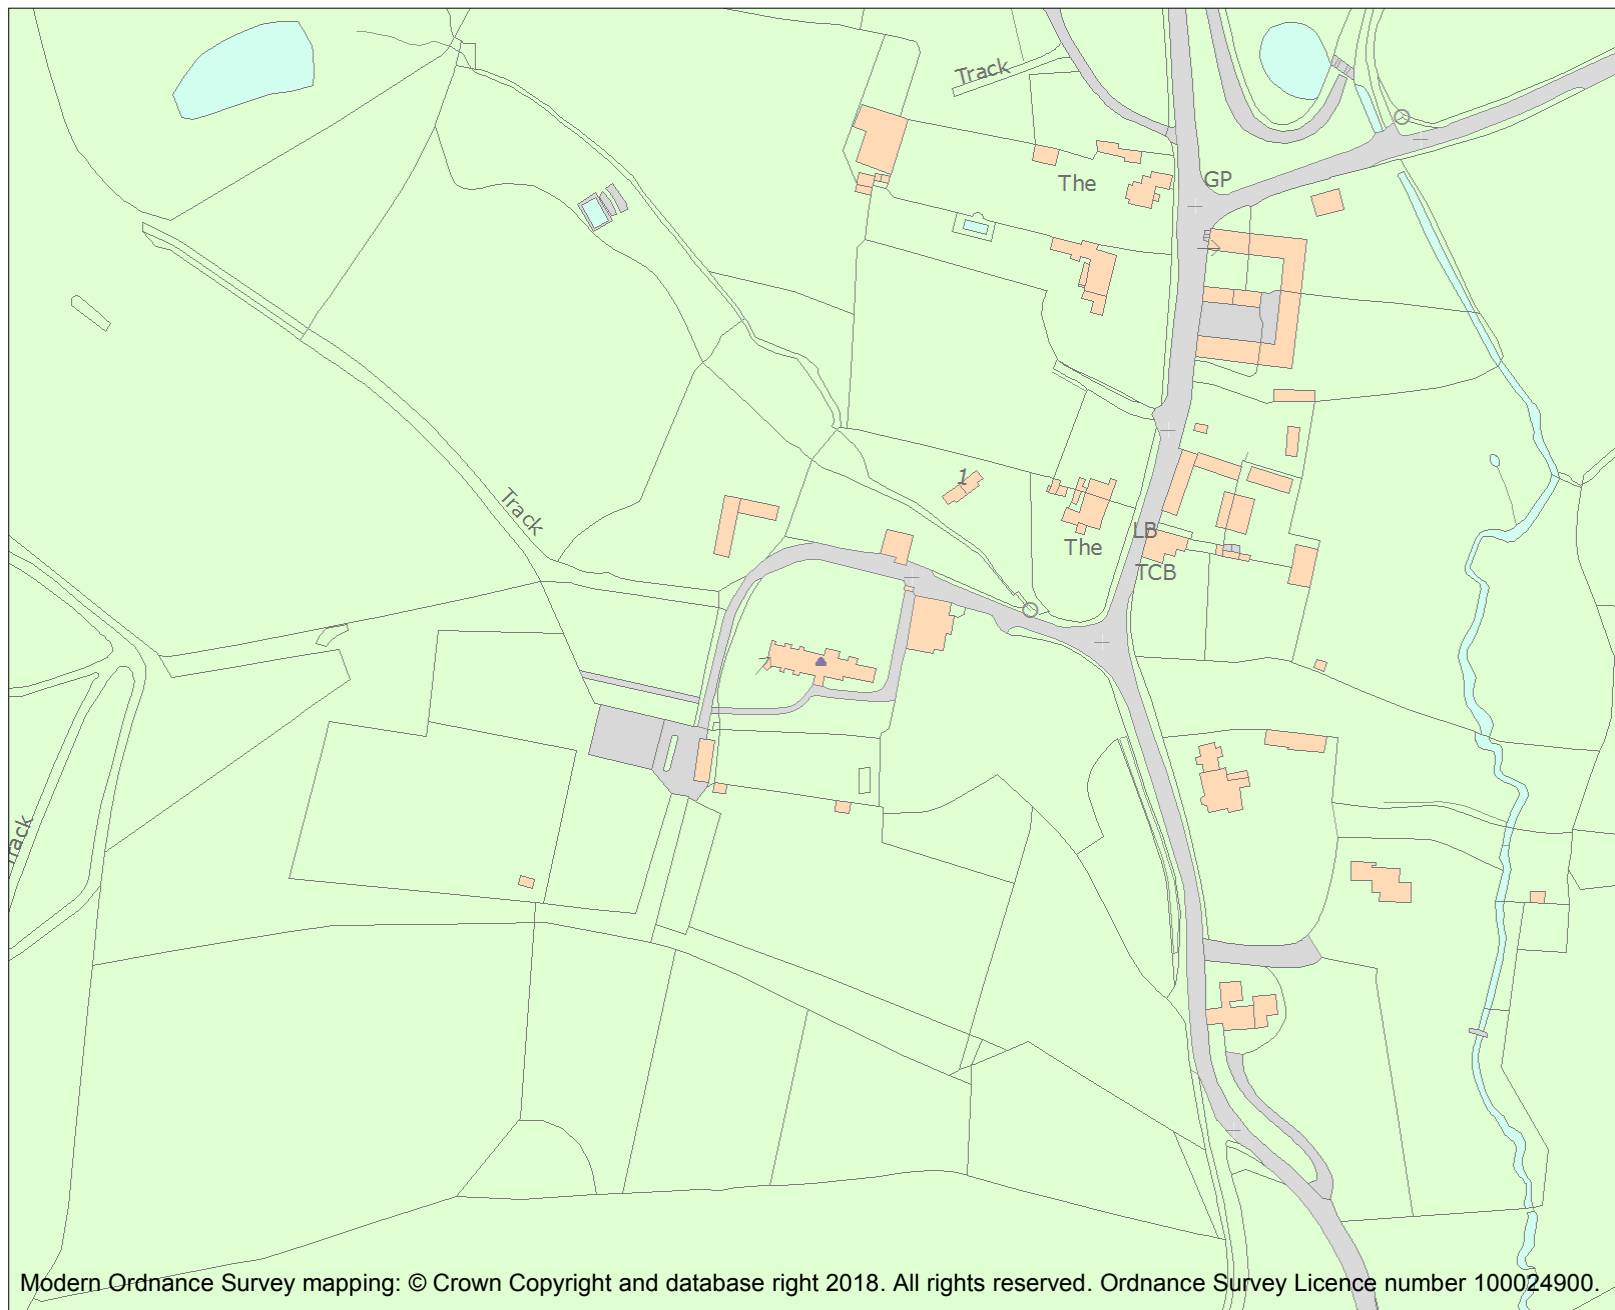 Track
GP
The
1
Track
LB
The
TCB
Modern Ordnance Survey mapping: © Crown Copyright and database right 2018. All rights reserved. Ordnance Survey Licence number 100024900.